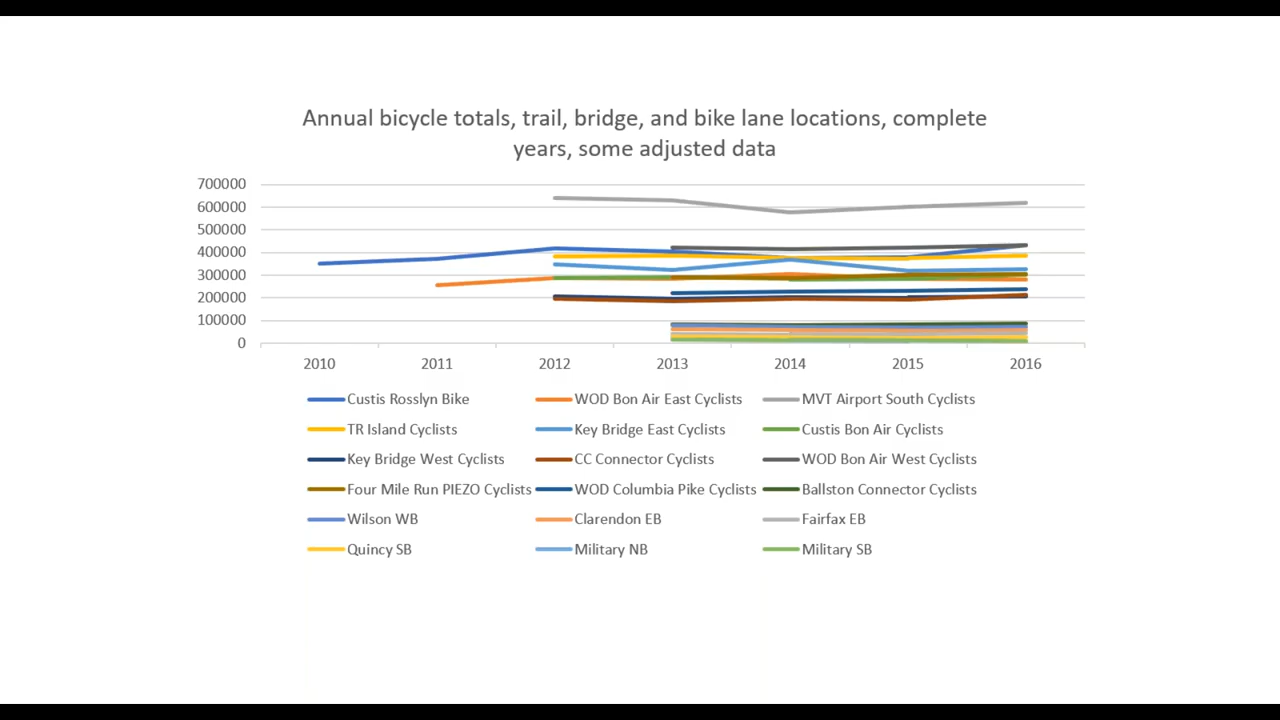 Annual bicycle totals, trail, bridge, and bike lane locations, complete
years, some adjusted data
700000
600000
500000
400000
300000
200000
100000
0
2010 2011 2012 2013 2014 2015 2016
Custis Rosslyn Bike WOD Bon Air East Cyclists MVT Airport South Cyclists
TR Island Cyclists Key Bridge East Cyclists Custis Bon Air Cyclists
Key Bridge West Cyclists CC Connector Cyclists WOD Bon Air West Cyclists
Four Mile Run PIEZO Cyclists WOD Columbia Pike Cyclists Ballston Connector Cyclists
Wilson WB Clarendon EB Fairfax EB
Quincy SB Military NB Military SB